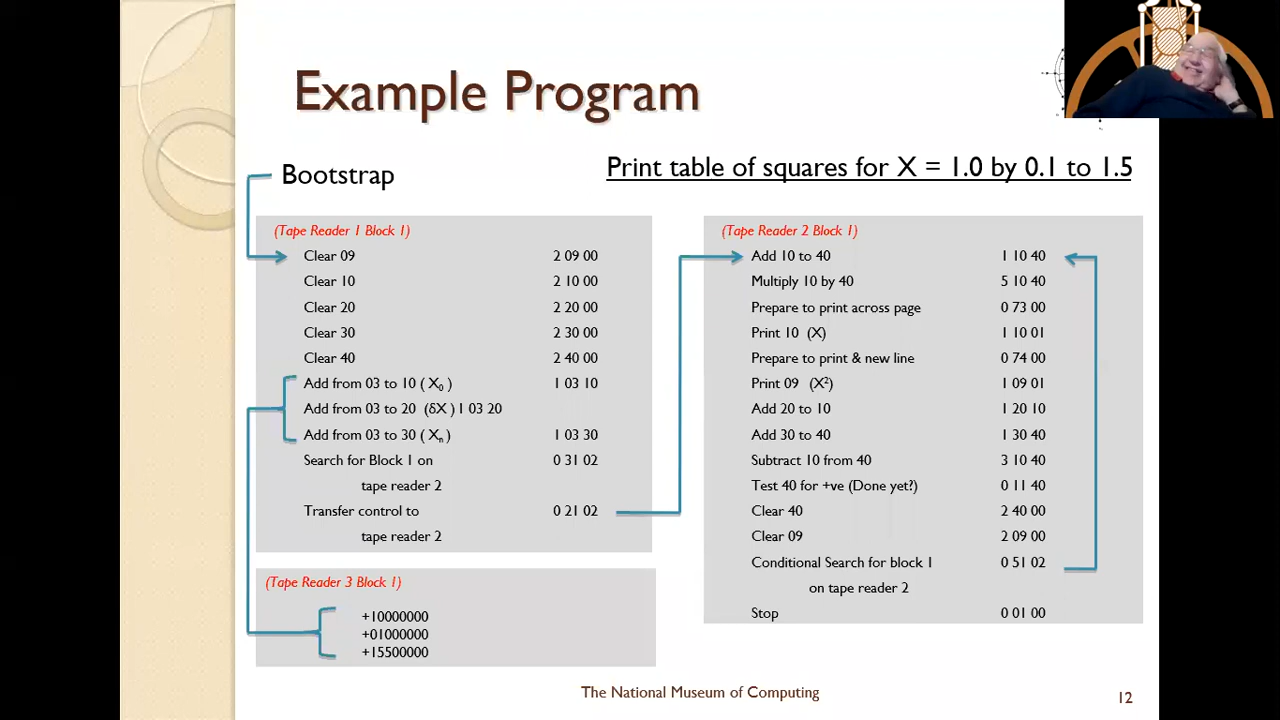 Example Program
Bootstrap
Print table of squares for X = 1.0 by 0.1 to 1.5
(Tape Reader 1 Block 1)
Clear 09 2 09 00
Clear 10 2 10 00
Clear 20 2 20 00
Clear 30 2 30 00
Clear 40 2 40 00
Add from 03 to 10 ( X₀ ) 1 03 10
Add from 03 to 20 (δX ) 1 03 20
Add from 03 to 30 ( Xₙ ) 1 03 30
Search for Block 1 on 0 31 02
tape reader 2
Transfer control to 0 21 02
tape reader 2
(Tape Reader 3 Block 1)
+10000000
+01000000
+15500000
(Tape Reader 2 Block 1)
Add 10 to 40 1 10 40
Multiply 10 by 40 5 10 40
Prepare to print across page 0 73 00
Print 10 (X) 1 10 01
Prepare to print & new line 0 74 00
Print 09 (X²) 1 09 01
Add 20 to 10 1 20 10
Add 30 to 40 1 30 40
Subtract 10 from 40 3 10 40
Test 40 for +ve (Done yet?) 0 11 40
Clear 40 2 40 00
Clear 09 2 09 00
Conditional Search for block 1 0 51 02
on tape reader 2
Stop 0 01 00
The National Museum of Computing
12